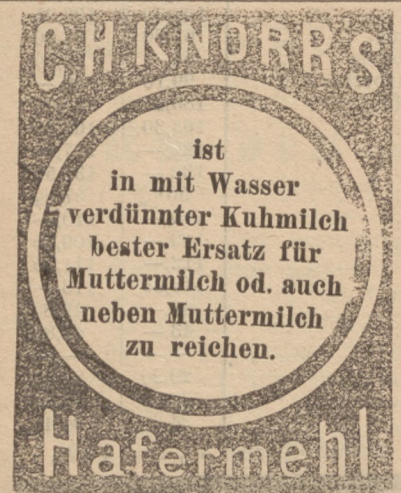 C.H.KNORR'S
ist
in mit Wasser
verdünnter Kuhmilch
bester Ersatz für
Muttermilch od. auch
neben Muttermilch
zu reichen.
Hafermehl